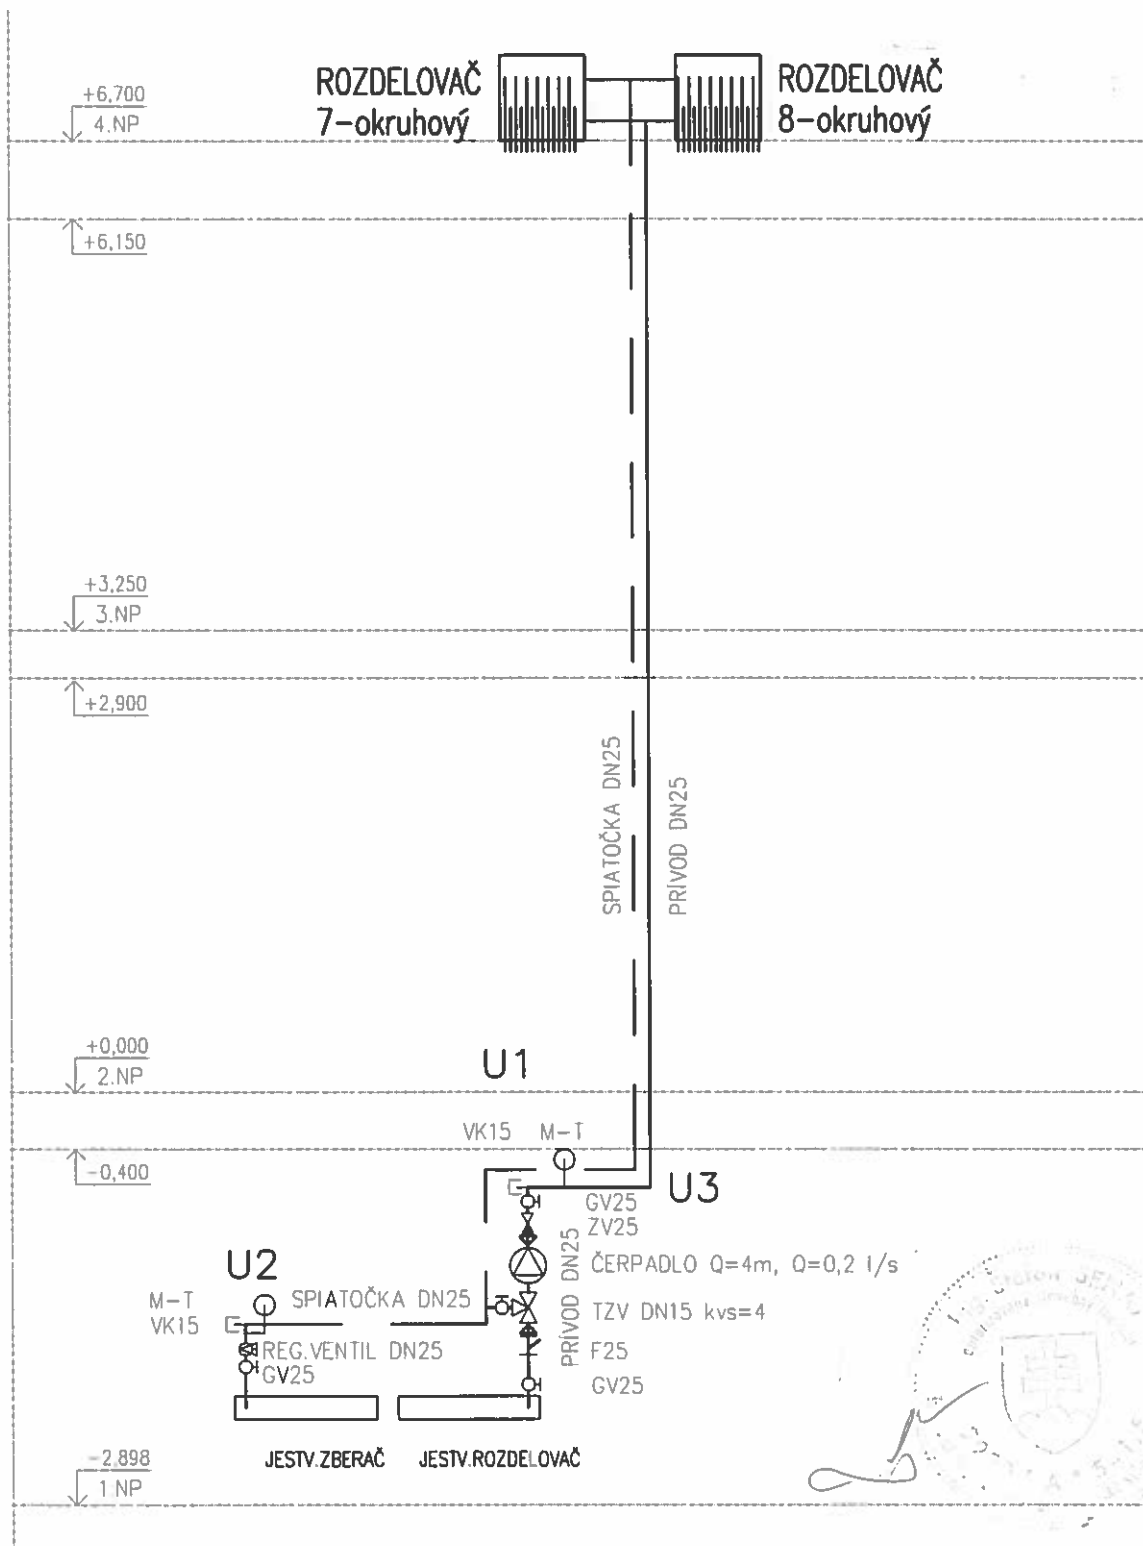 ROZDELOVAČ
7-okruhový
ROZDELOVAČ
8-okruhový
+6,700
4.NP
+6,150
+3,250
3.NP
+2,900
SPIATOČKA DN25
PRÍVOD DN25
+0,000
2.NP
U1
VK15 M-T
-0,400
U3
GV25
ZV25
PRÍVOD DN25
ČERPADLO Q=4m, Q=0,2 l/s
U2
M-T
SPIATOČKA DN25
VK15
TZV DN15 kvs=4
REG.VENTIL DN25
F25
GV25
GV25
JESTV.ZBERAČ
JESTV.ROZDELOVAČ
-2,898
1.NP